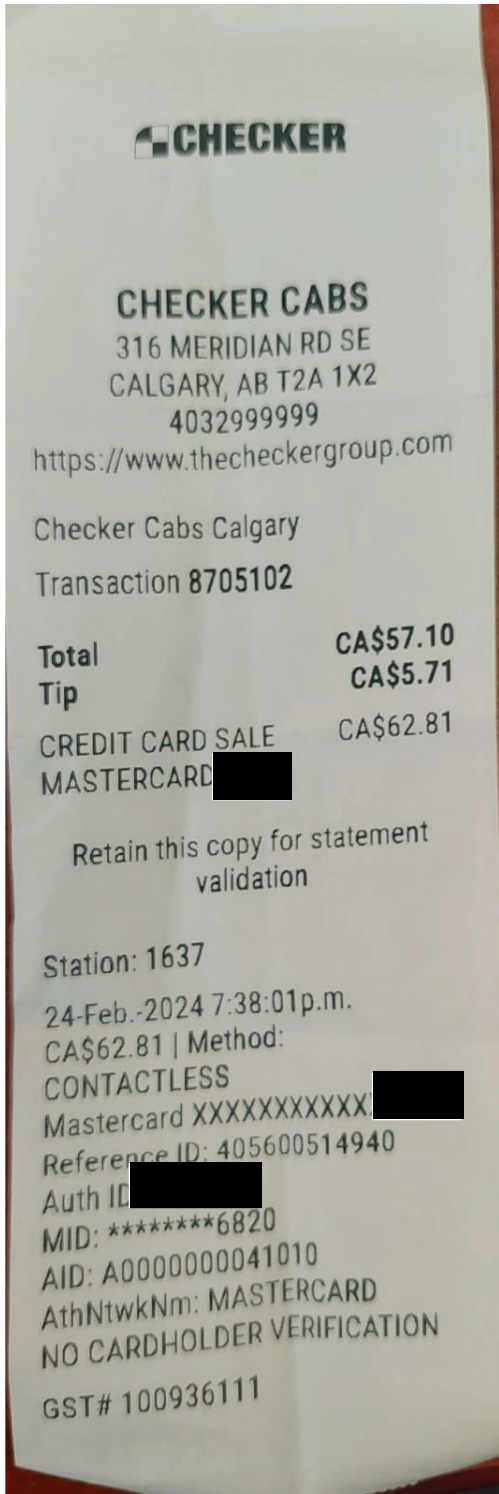 CHECKER
CHECKER CABS
316 MERIDIAN RD SE
CALGARY, AB T2A 1X2
4032999999
https://www.thecheckergroup.com
Checker Cabs Calgary
Transaction 8705102
Total CA$57.10
Tip CA$5.71
CREDIT CARD SALE CA$62.81
MASTERCARD
Retain this copy for statement
validation
Station: 1637
24-Feb.-2024 7:38:01p.m.
CA$62.81 | Method:
CONTACTLESS
Mastercard XXXXXXXXXXX
Reference ID: 405600514940
Auth ID
MID: ********6820
AID: A0000000041010
AthNtwkNm: MASTERCARD
NO CARDHOLDER VERIFICATION
GST# 100936111